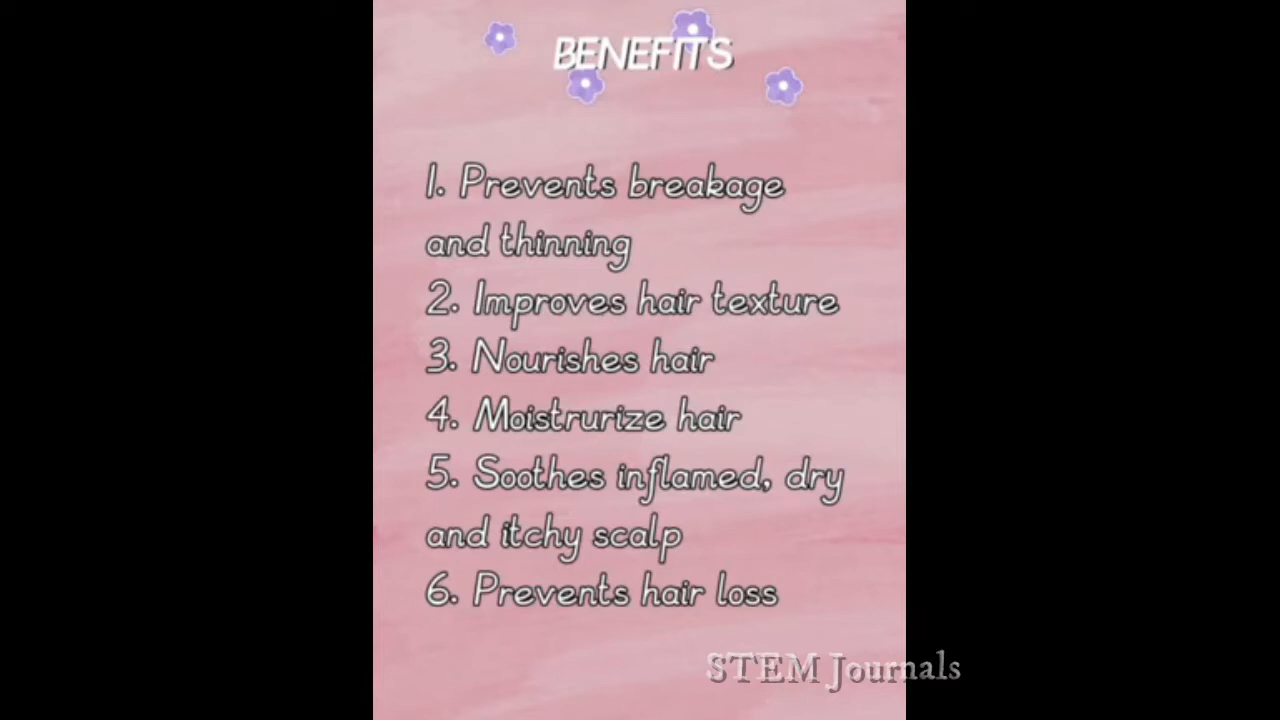 BENEFITS
1. Prevents breakage
and thinning
2. Improves hair texture
3. Nourishes hair
4. Moistrurize hair
5. Soothes inflamed, dry
and itchy scalp
6. Prevents hair loss
STEM Journals